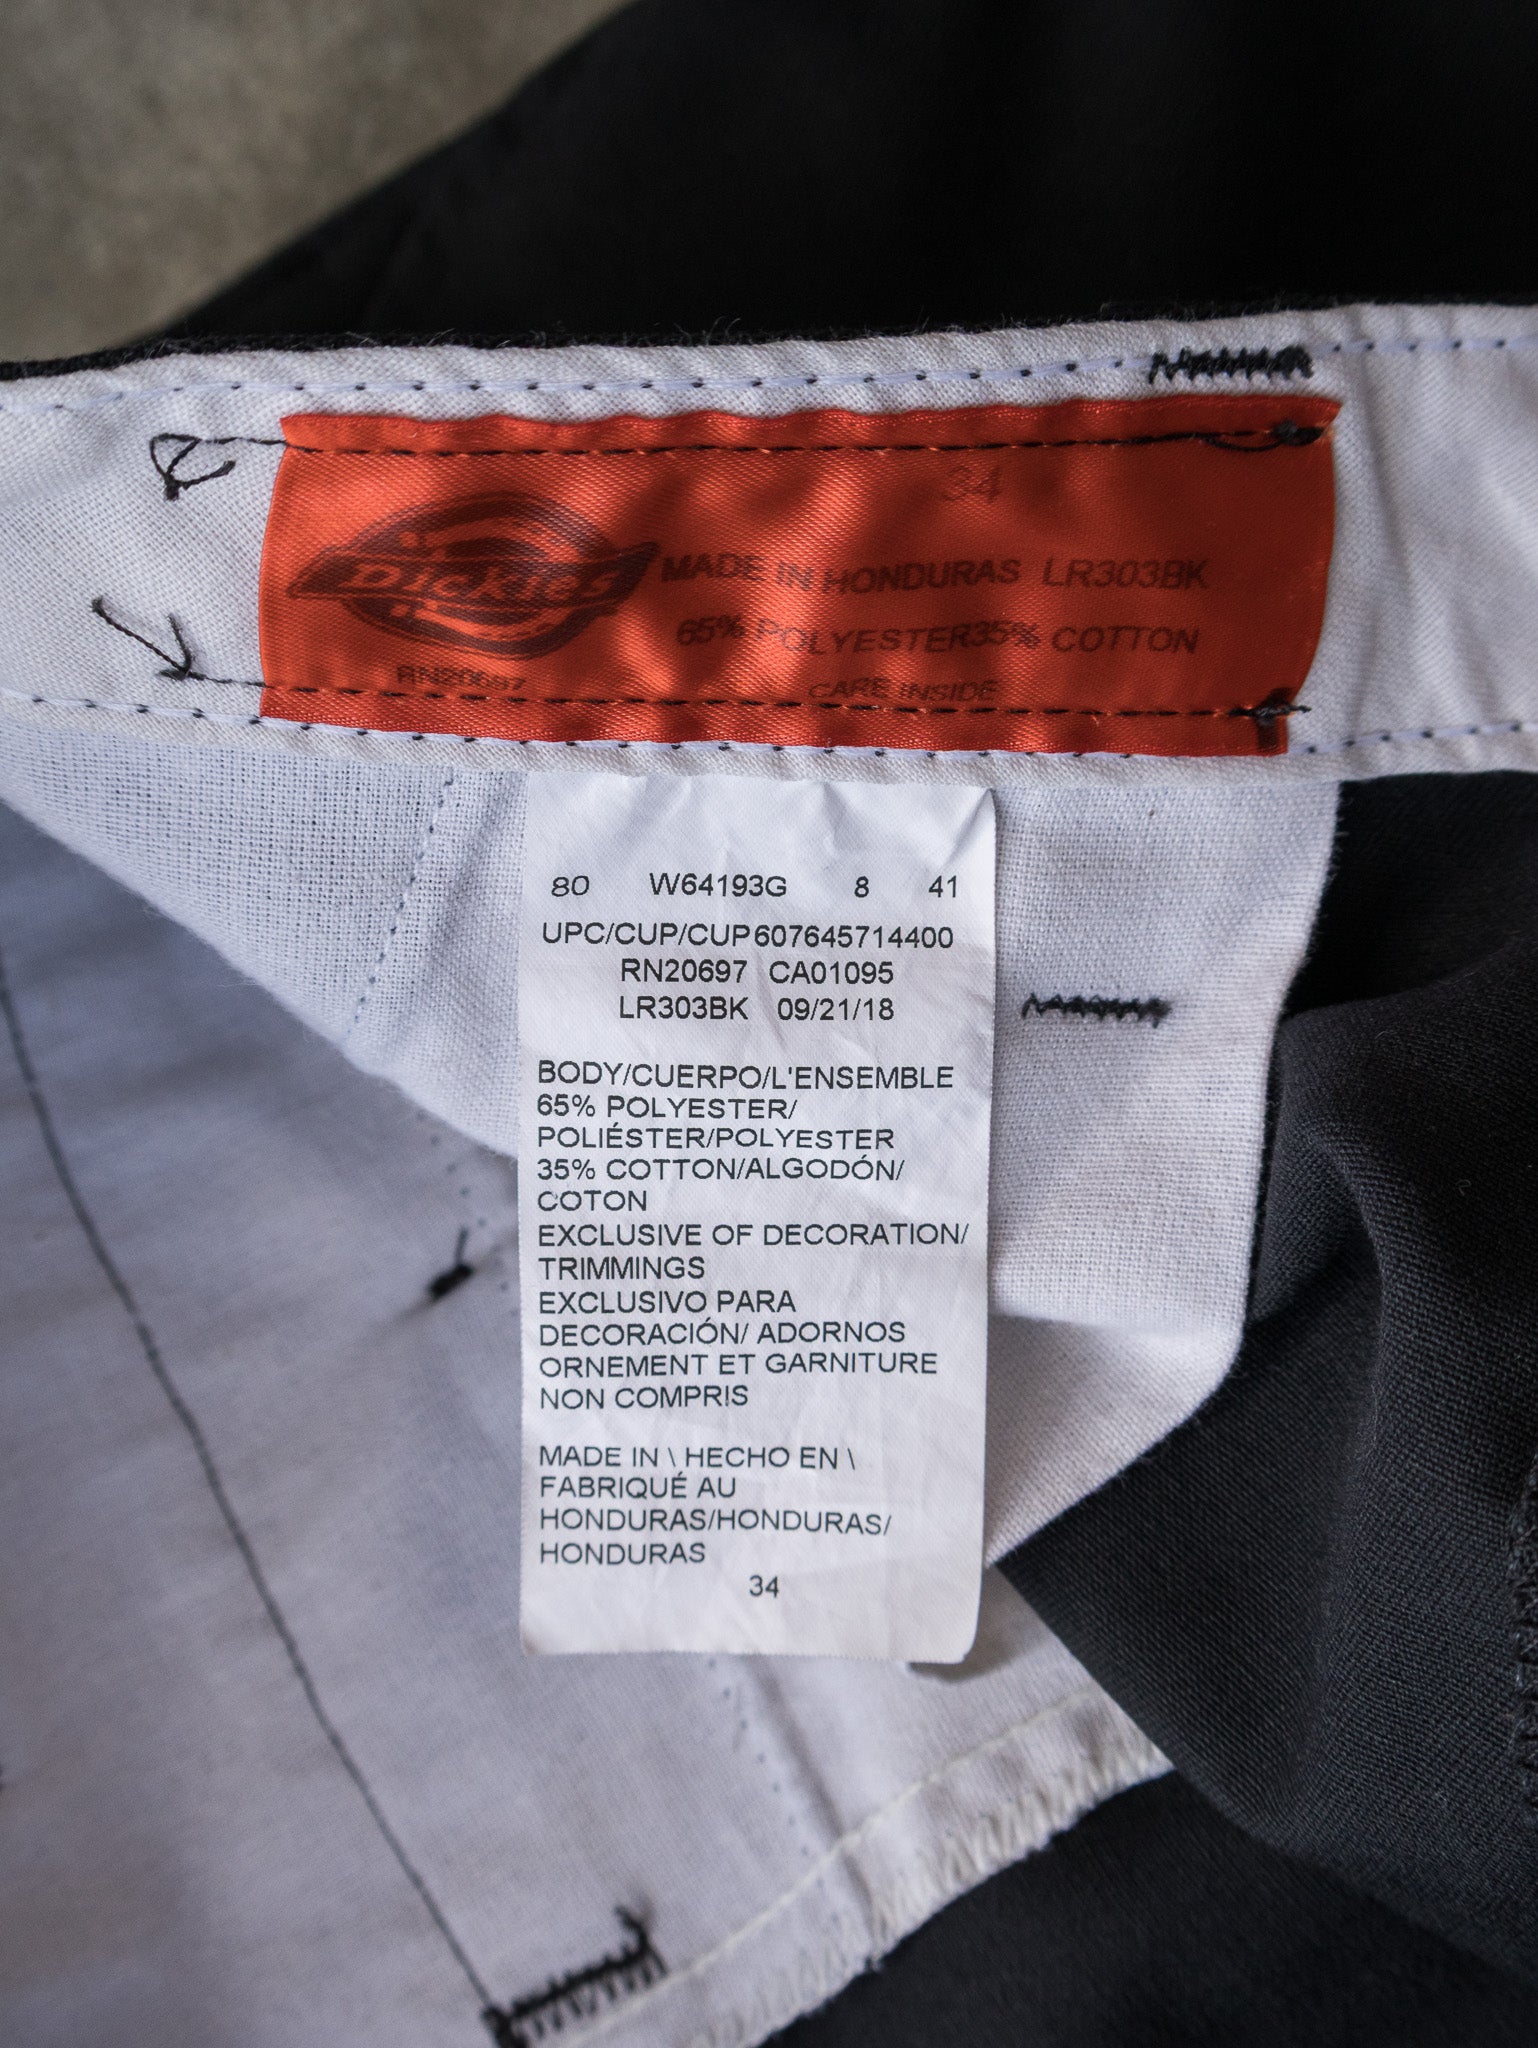 34
Dickies
MADE IN HONDURAS LR303BK
65% POLYESTER35% COTTON
RN20697
CARE INSIDE
80 W64193G 8 41
UPC/CUP/CUP607645714400
RN20697 CA01095
LR303BK 09/21/18
BODY/CUERPO/L'ENSEMBLE
65% POLYESTER/
POLIÉSTER/POLYESTER
35% COTTON/ALGODÓN/
COTON
EXCLUSIVE OF DECORATION/
TRIMMINGS
EXCLUSIVO PARA
DECORACIÓN/ ADORNOS
ORNEMENT ET GARNITURE
NON COMPRIS
MADE IN \ HECHO EN \
FABRIQUÉ AU
HONDURAS/HONDURAS/
HONDURAS
34